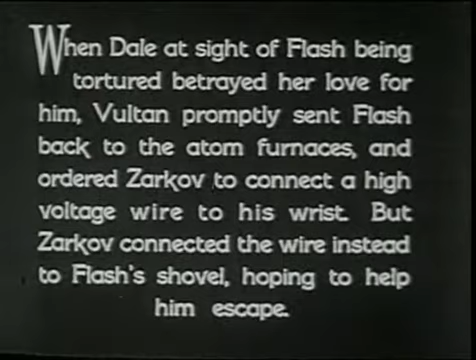 When Dale at sight of Flash being
tortured betrayed her love for
him, Vultan promptly sent Flash
back to the atom furnaces, and
ordered Zarkov to connect a high
voltage wire to his wrist. But
Zarkov connected the wire instead
to Flash's shovel, hoping to help
him escape.